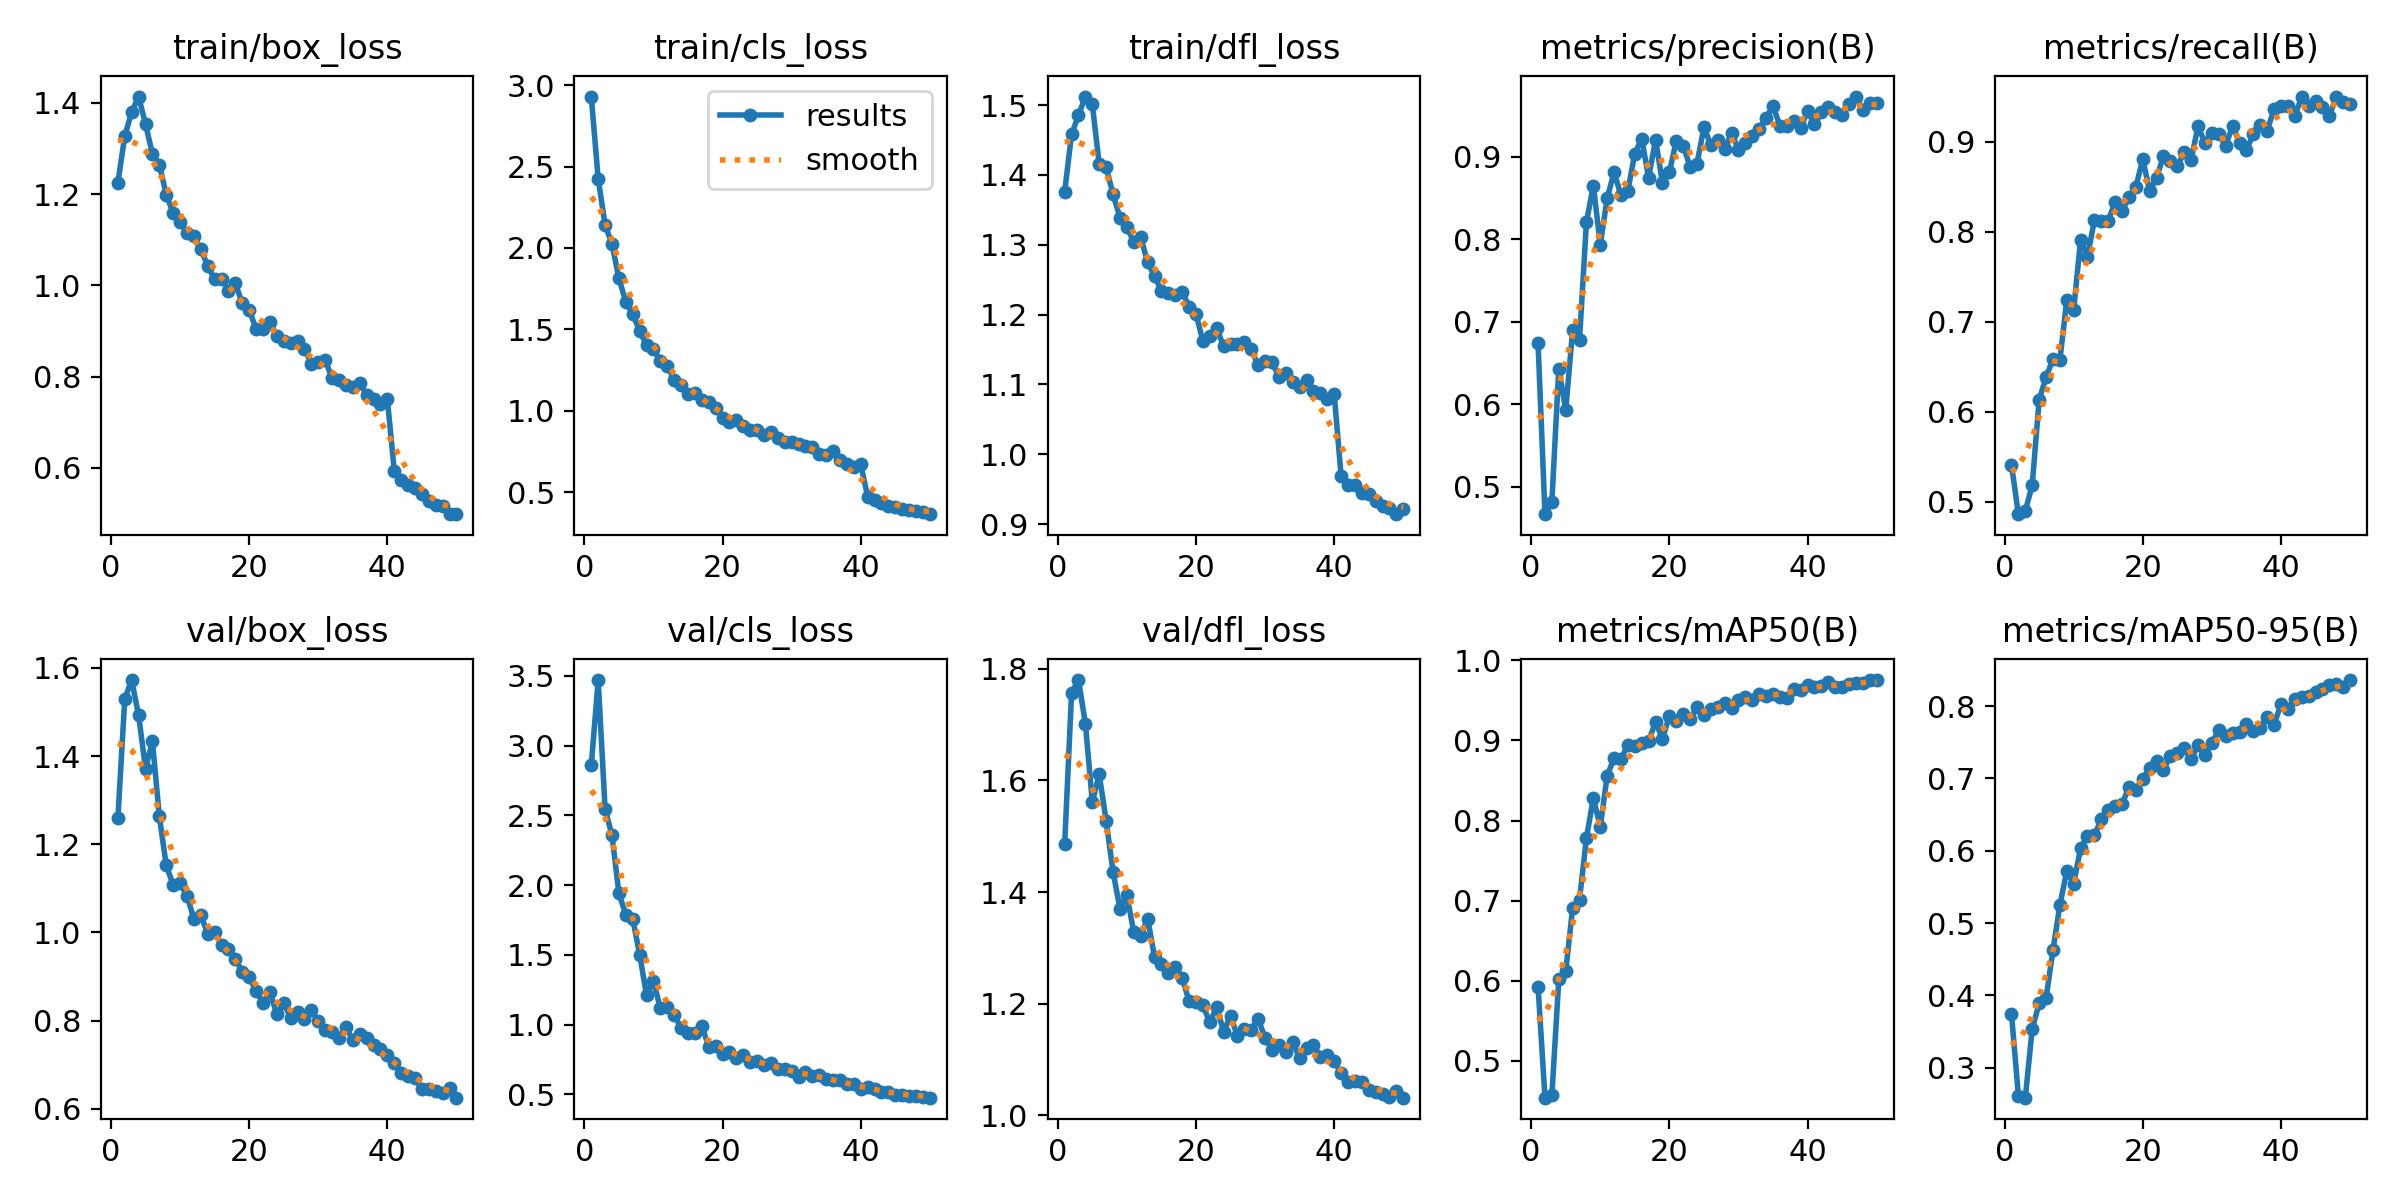 train/box_loss
1.4
1.2
1.0
0.8
0.6
0 20 40
train/cls_loss
3.0
2.5
2.0
1.5
1.0
0.5
0 20 40
results
smooth
train/dfl_loss
1.5
1.4
1.3
1.2
1.1
1.0
0.9
0 20 40
metrics/precision(B)
0.9
0.8
0.7
0.6
0.5
0 20 40
metrics/recall(B)
0.9
0.8
0.7
0.6
0.5
0 20 40
val/box_loss
1.6
1.4
1.2
1.0
0.8
0.6
0 20 40
val/cls_loss
3.5
3.0
2.5
2.0
1.5
1.0
0.5
0 20 40
val/dfl_loss
1.8
1.6
1.4
1.2
1.0
0 20 40
metrics/mAP50(B)
1.0
0.9
0.8
0.7
0.6
0.5
0 20 40
metrics/mAP50-95(B)
0.8
0.7
0.6
0.5
0.4
0.3
0 20 40